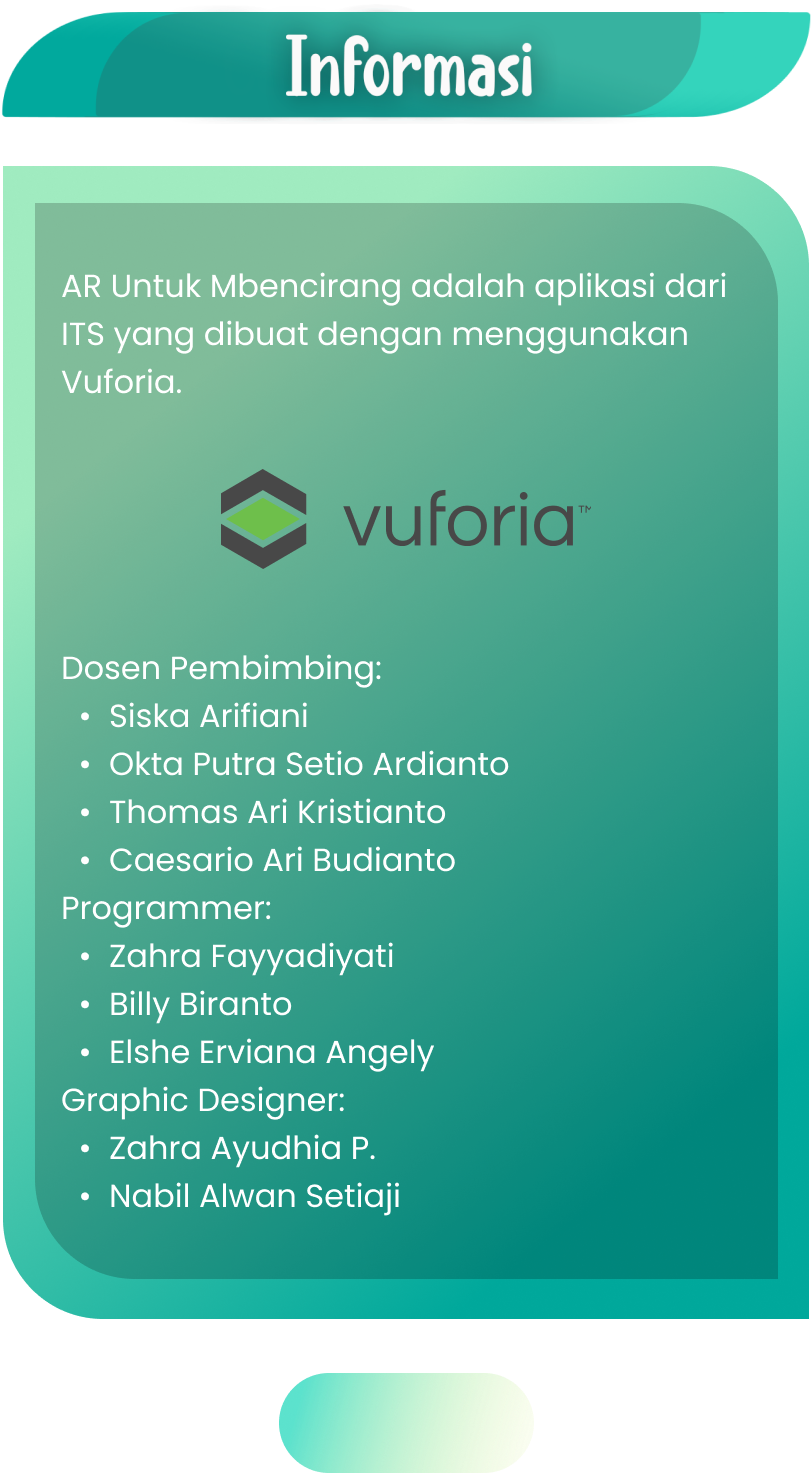 Informasi
AR Untuk Mbencirang adalah aplikasi dari
ITS yang dibuat dengan menggunakan
Vuforia.
vuforia™
Dosen Pembimbing:
• Siska Arifiani
• Okta Putra Setio Ardianto
• Thomas Ari Kristianto
• Caesario Ari Budianto
Programmer:
• Zahra Fayyadiyati
• Billy Biranto
• Elshe Erviana Angely
Graphic Designer:
• Zahra Ayudhia P.
• Nabil Alwan Setiaji